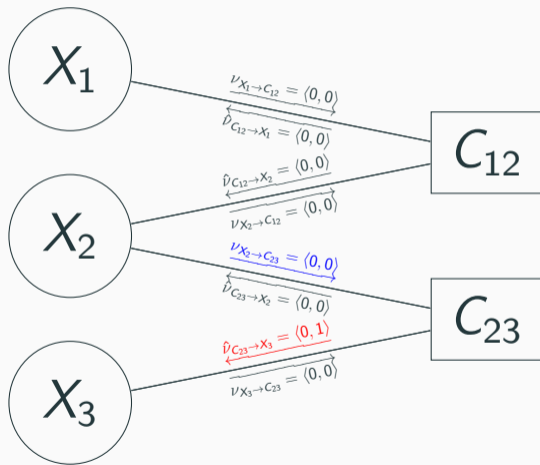 X₁
ν_{X₁→C₁₂} = ⟨0, 0⟩
ν̂_{C₁₂→X₁} = ⟨0, 0⟩
C₁₂
ν̂_{C₁₂→X₂} = ⟨0, 0⟩
ν_{X₂→C₁₂} = ⟨0, 0⟩
X₂
ν_{X₂→C₂₃} = ⟨0, 0⟩
ν̂_{C₂₃→X₂} = ⟨0, 0⟩
C₂₃
ν̂_{C₂₃→X₃} = ⟨0, 1⟩
ν_{X₃→C₂₃} = ⟨0, 0⟩
X₃